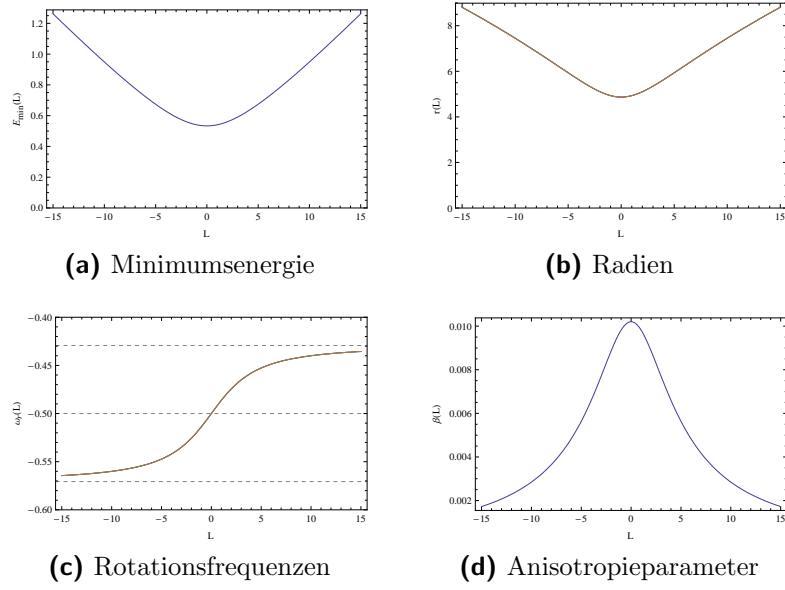 1.2
1.0
0.8
0.6
0.4
0.2
0.0
E_min(L)
-15 -10 -5 0 5 10 15
L
(a) Minimumsenergie
8
6
4
2
0
r(L)
-15 -10 -5 0 5 10 15
L
(b) Radien
-0.40
-0.45
-0.50
-0.55
-0.60
-15 -10 -5 0 5 10 15
L
(c) Rotationsfrequenzen
0.010
0.008
0.006
0.004
0.002
β(L)
-15 -10 -5 0 5 10 15
L
(d) Anisotropieparameter